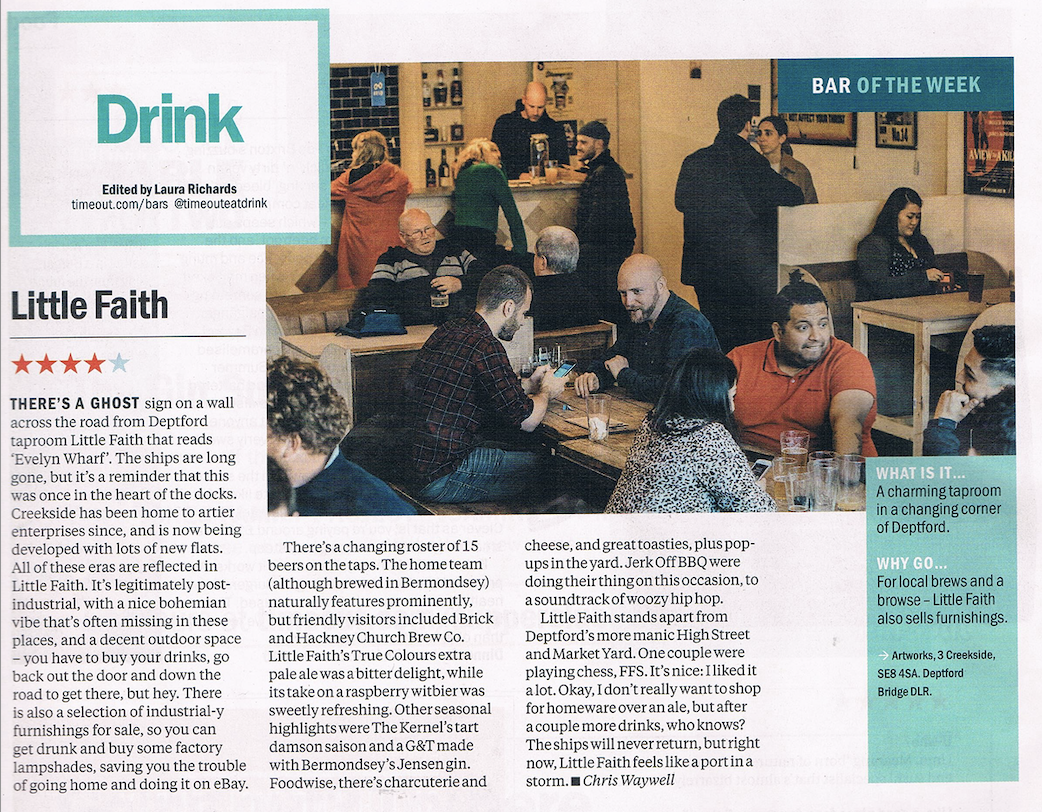 Drink
Edited by Laura Richards
timeout.com/bars @timeouteatdrink
BAR OF THE WEEK
Little Faith
THERE'S A GHOST sign on a wall
across the road from Deptford
taproom Little Faith that reads
'Evelyn Wharf'. The ships are long
gone, but it's a reminder that this
was once in the heart of the docks.
Creekside has been home to artier
enterprises since, and is now being
developed with lots of new flats.
All of these eras are reflected in
Little Faith. It's legitimately post-
industrial, with a nice bohemian
vibe that's often missing in these
places, and a decent outdoor space
– you have to buy your drinks, go
back out the door and down the
road to get there, but hey. There
is also a selection of industrial-y
furnishings for sale, so you can
get drunk and buy some factory
lampshades, saving you the trouble
of going home and doing it on eBay.
There's a changing roster of 15
beers on the taps. The home team
(although brewed in Bermondsey)
naturally features prominently,
but friendly visitors included Brick
and Hackney Church Brew Co.
Little Faith's True Colours extra
pale ale was a bitter delight, while
its take on a raspberry witbier was
sweetly refreshing. Other seasonal
highlights were The Kernel's tart
damson saison and a G&T made
with Bermondsey's Jensen gin.
Foodwise, there's charcuterie and
cheese, and great toasties, plus pop-
ups in the yard. Jerk Off BBQ were
doing their thing on this occasion, to
a soundtrack of woozy hip hop.
Little Faith stands apart from
Deptford's more manic High Street
and Market Yard. One couple were
playing chess, FFS. It's nice: I liked it
a lot. Okay, I don't really want to shop
for homeware over an ale, but after
a couple more drinks, who knows?
The ships will never return, but right
now, Little Faith feels like a port in a
storm. ■ Chris Waywell
WHAT IS IT…
A charming taproom
in a changing corner
of Deptford.
WHY GO…
For local brews and a
browse – Little Faith
also sells furnishings.
→ Artworks, 3 Creekside,
SE8 4SA. Deptford
Bridge DLR.